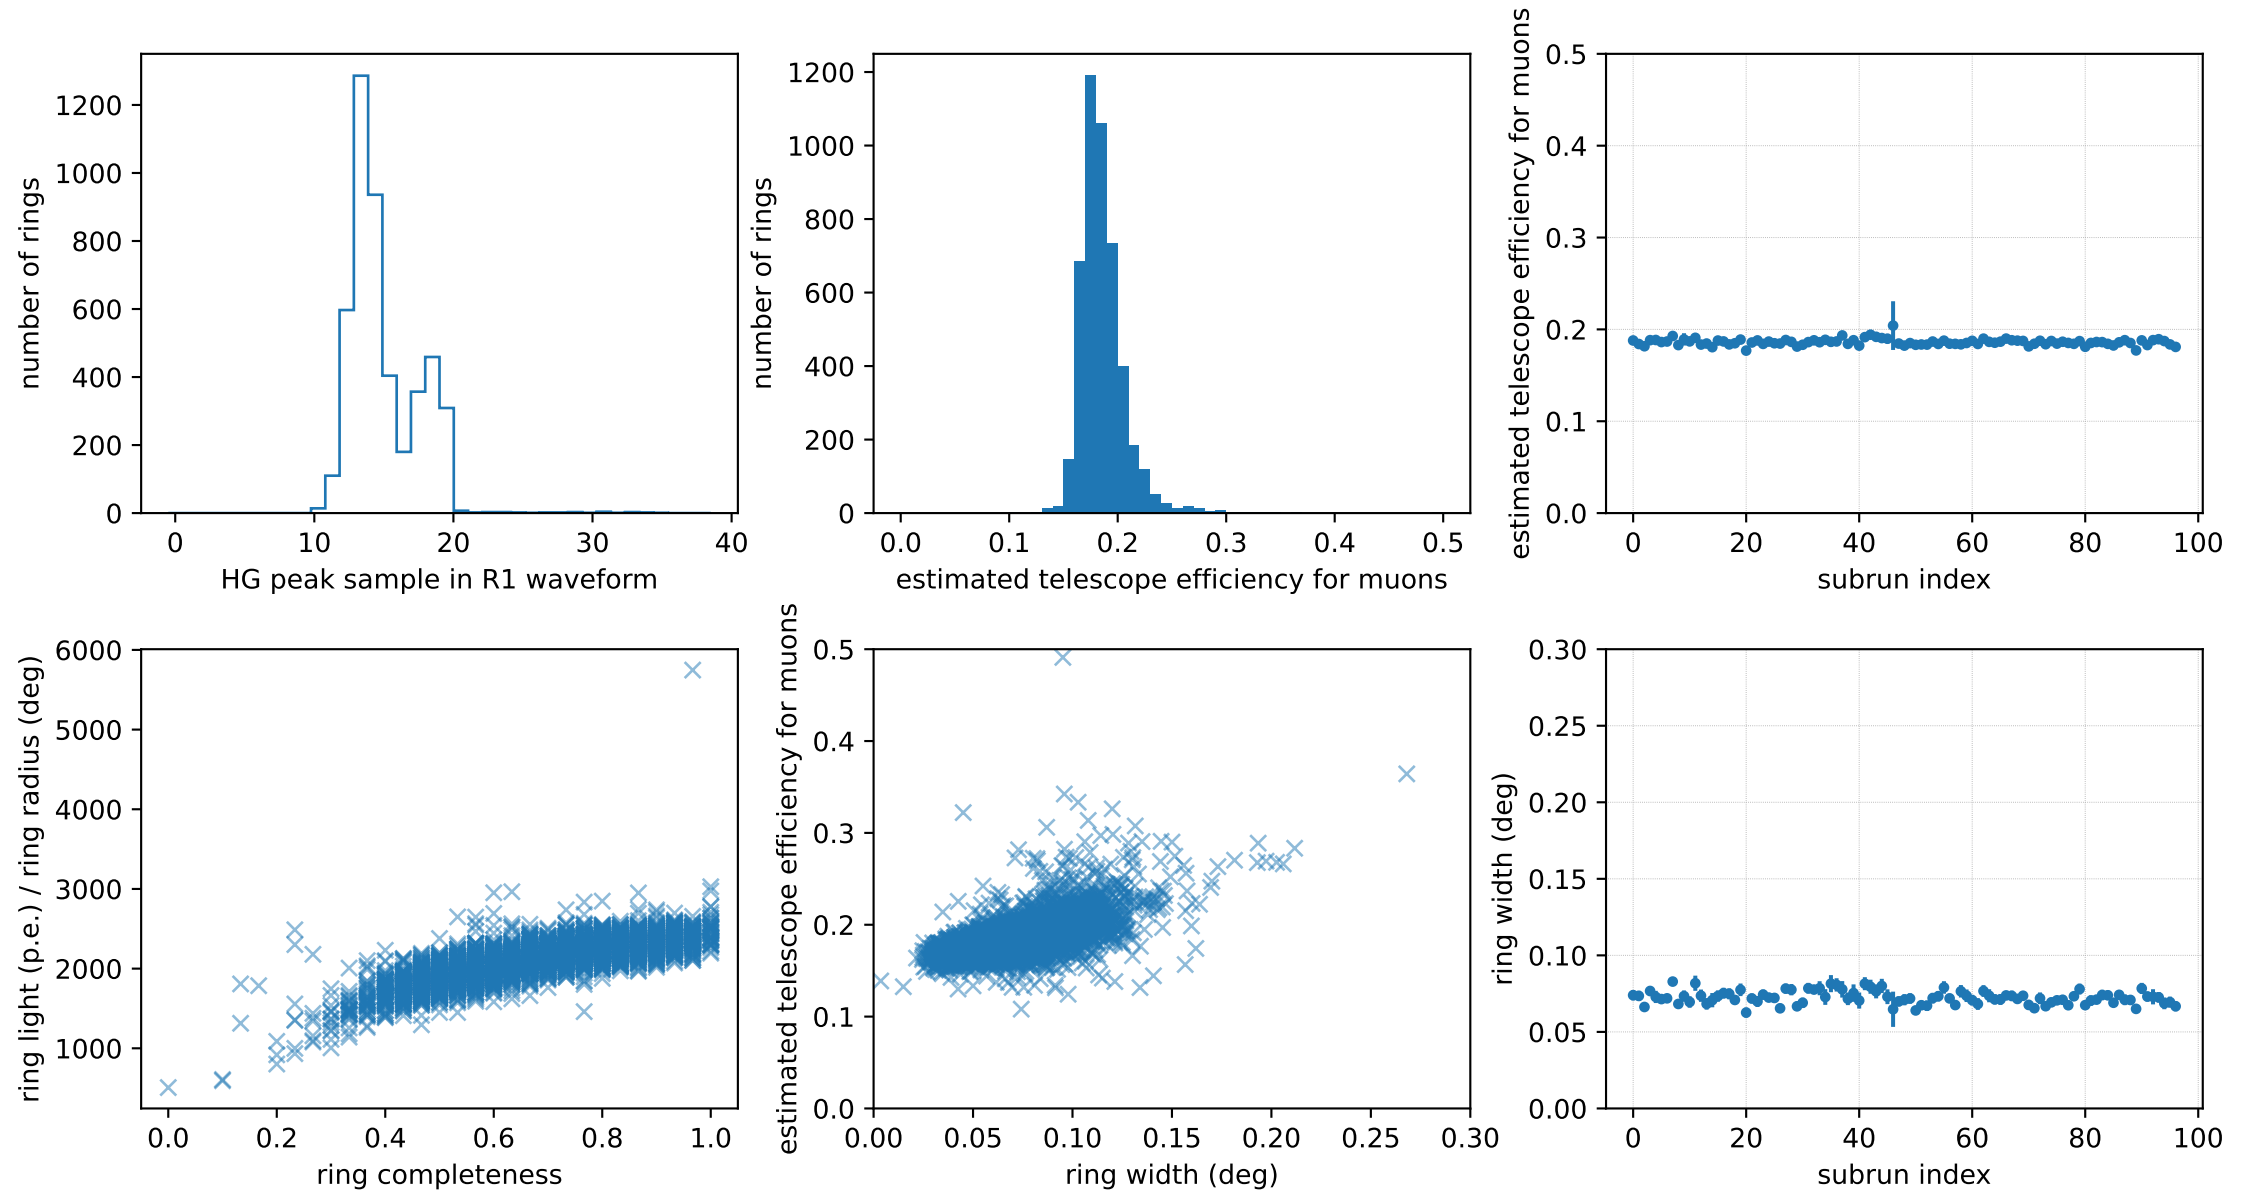 number of rings
1200
1000
800
600
400
200
0
0 10 20 30 40
HG peak sample in R1 waveform
number of rings
1200
1000
800
600
400
200
0
0.0 0.1 0.2 0.3 0.4 0.5
estimated telescope efficiency for muons
estimated telescope efficiency for muons
0.5
0.4
0.3
0.2
0.1
0.0
0 20 40 60 80 100
subrun index
ring light (p.e.) / ring radius (deg)
6000
5000
4000
3000
2000
1000
0.0 0.2 0.4 0.6 0.8 1.0
ring completeness
estimated telescope efficiency for muons
0.5
0.4
0.3
0.2
0.1
0.0
0.00 0.05 0.10 0.15 0.20 0.25 0.30
ring width (deg)
ring width (deg)
0.30
0.25
0.20
0.15
0.10
0.05
0.00
0 20 40 60 80 100
subrun index